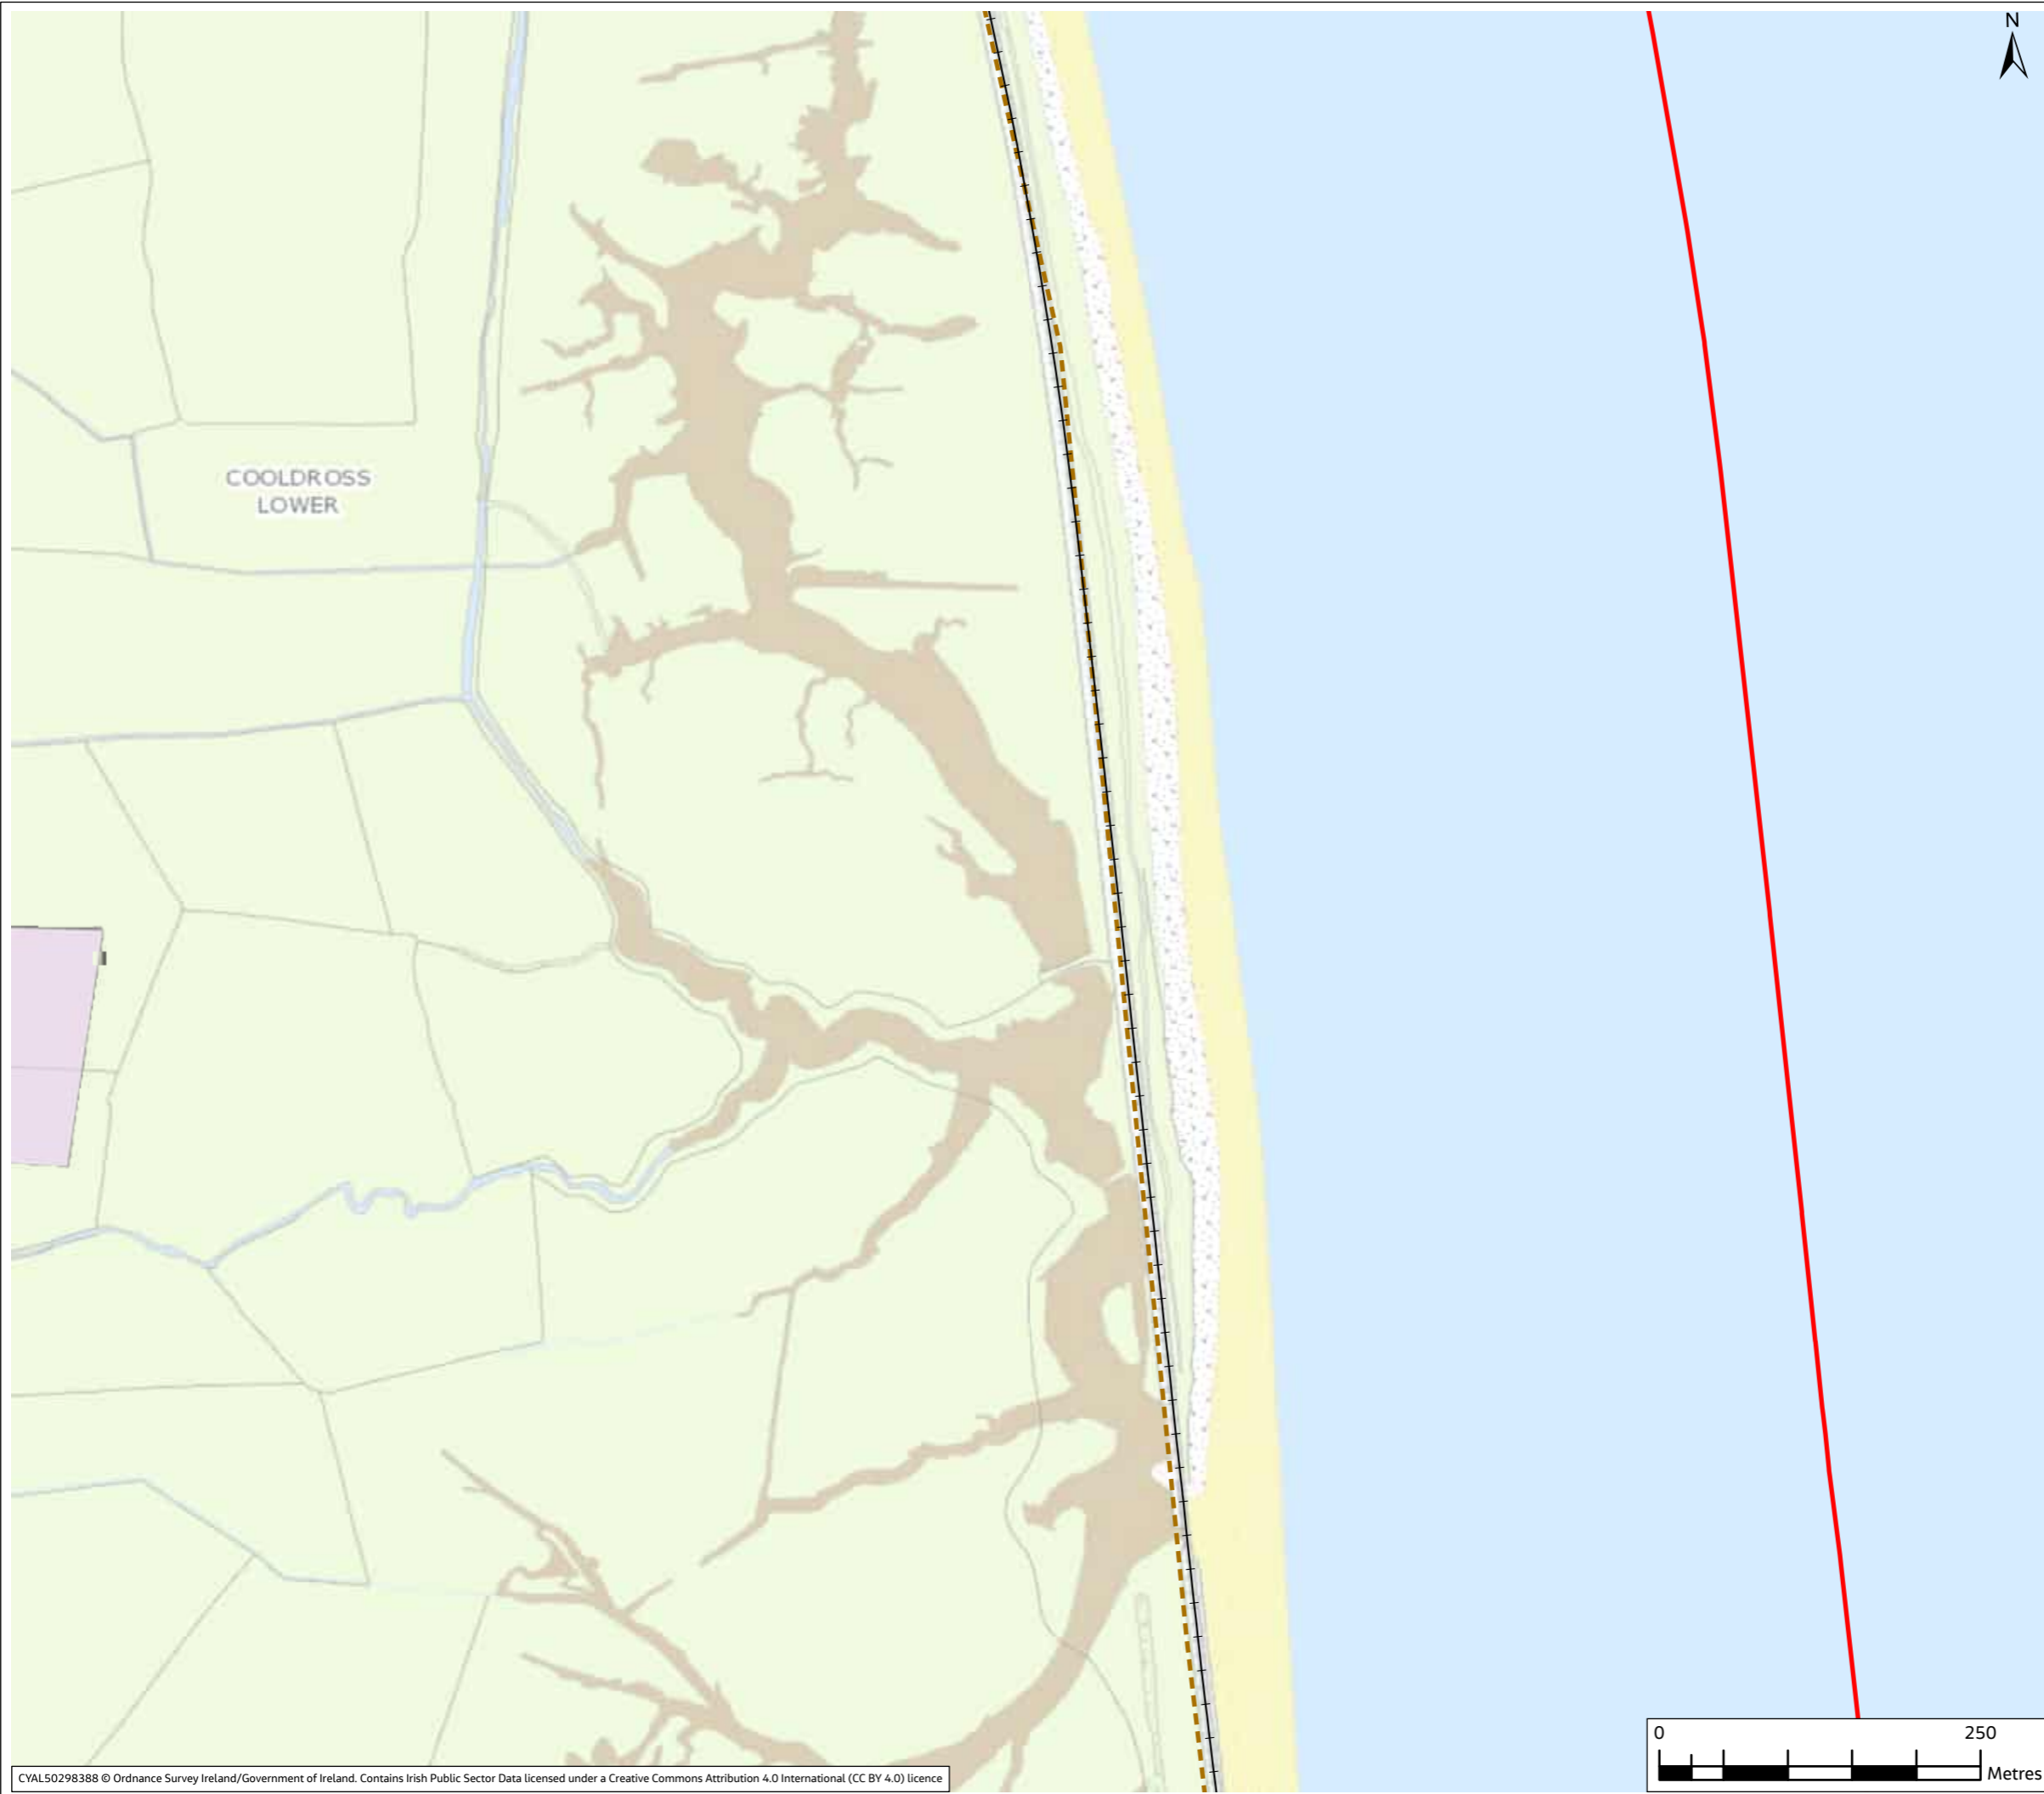 N
COOLDROSS
LOWER
0 250
Metres
CYAL50298388 © Ordnance Survey Ireland/Government of Ireland. Contains Irish Public Sector Data licensed under a Creative Commons Attribution 4.0 International (CC BY 4.0) licence